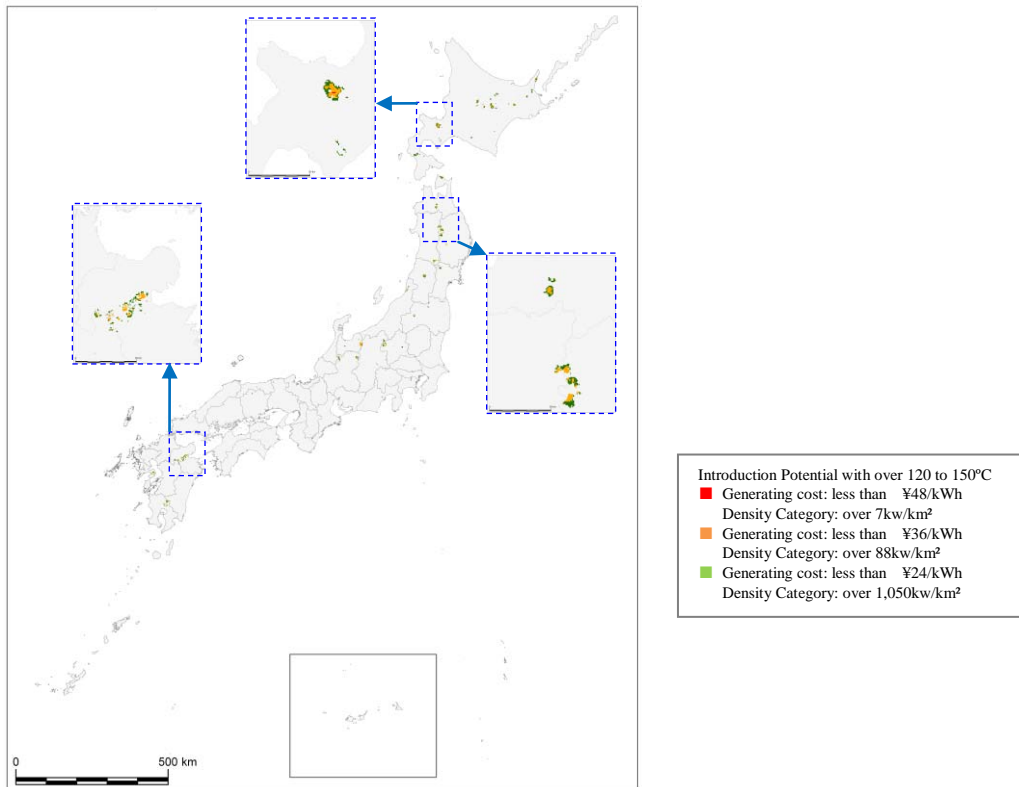 Introduction Potential with over 120 to 150ºC
Generating cost: less than ¥48/kWh
Density Category: over 7kw/km²
Generating cost: less than ¥36/kWh
Density Category: over 88kw/km²
Generating cost: less than ¥24/kWh
Density Category: over 1,050kw/km²
0 500 km